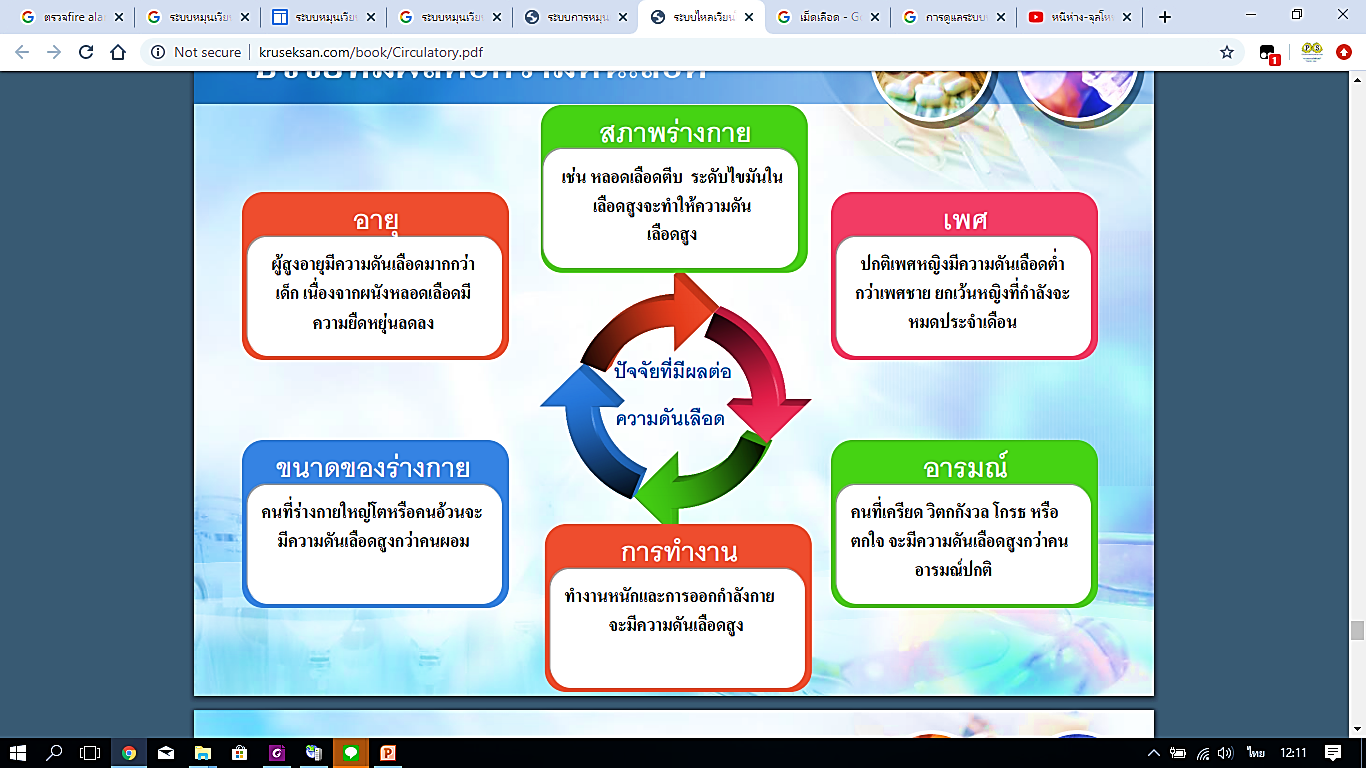 ตรวจfire ala
ระบบหมุนเวีย
ระบบหมุนเวีย
ระบบหมุนเวีย
ระบบการหมุน
ระบบไหลเวียน
เม็ดเลือด - G
การดูแลระบบ
หนีห่าง-จุลโห
Not secure | kruseksan.com/book/Circulatory.pdf
1
สภาพร่างกาย
เช่น หลอดเลือดตีบ ระดับไขมันใน
เลือดสูงจะทำให้ความดัน
เลือดสูง
อายุ
ผู้สูงอายุมีความดันเลือดมากกว่า
เด็ก เนื่องจากผนังหลอดเลือดมี
ความยืดหยุ่นลดลง
เพศ
ปกติเพศหญิงมีความดันเลือดต่ำ
กว่าเพศชาย ยกเว้นหญิงที่กำลังจะ
หมดประจำเดือน
ปัจจัยที่มีผลต่อ
ความดันเลือด
ขนาดของร่างกาย
คนที่ร่างกายใหญ่โตหรือคนอ้วนจะ
มีความดันเลือดสูงกว่าคนผอม
อารมณ์
คนที่เครียด วิตกกังวล โกรธ หรือ
ตกใจ จะมีความดันเลือดสูงกว่าคน
อารมณ์ปกติ
การทำงาน
ทำงานหนักและการออกกำลังกาย
จะมีความดันเลือดสูง
ไทย
12:11